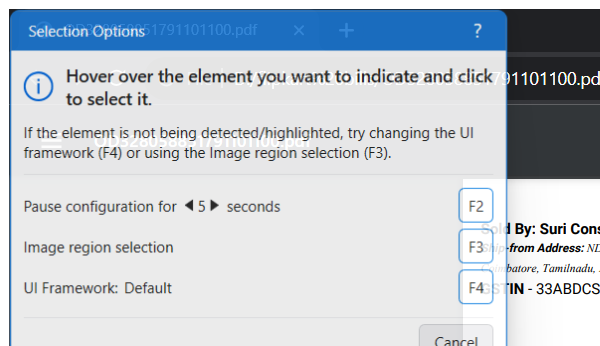 Selection Options
?
Hover over the element you want to indicate and click
to select it.
791101100.pd
If the element is not being detected/highlighted, try changing the UI
framework (F4) or using the Image region selection (F3).
Pause configuration for 5 seconds
F2
Sold By: Suri Cons
Image region selection
F3
Ship-from Address: ND
Coimbatore, Tamilnadu,
UI Framework: Default
F4
GSTIN - 33ABDCS
Cancel